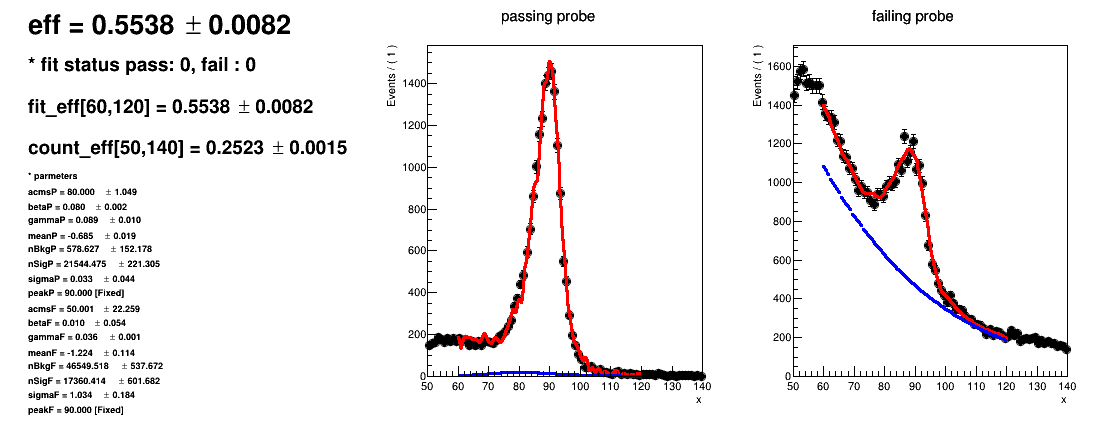 eff = 0.5538 ± 0.0082
* fit status pass: 0, fail : 0
fit_eff[60,120] = 0.5538 ± 0.0082
count_eff[50,140] = 0.2523 ± 0.0015
* parmeters
acmsP = 80.000 ± 1.049
betaP = 0.080 ± 0.002
gammaP = 0.089 ± 0.010
meanP = -0.685 ± 0.019
nBkgP = 578.627 ± 152.178
nSigP = 21544.475 ± 221.305
sigmaP = 0.033 ± 0.044
peakP = 90.000 [Fixed]
acmsF = 50.001 ± 22.259
betaF = 0.010 ± 0.054
gammaF = 0.036 ± 0.001
meanF = -1.224 ± 0.114
nBkgF = 46549.518 ± 537.672
nSigF = 17360.414 ± 601.682
sigmaF = 1.034 ± 0.184
peakF = 90.000 [Fixed]
passing probe
Events / ( 1 )
1400
1200
1000
800
600
400
200
0
50 60 70 80 90 100 110 120 130 140
x
failing probe
Events / ( 1 )
1600
1400
1200
1000
800
600
400
200
0
50 60 70 80 90 100 110 120 130 140
x